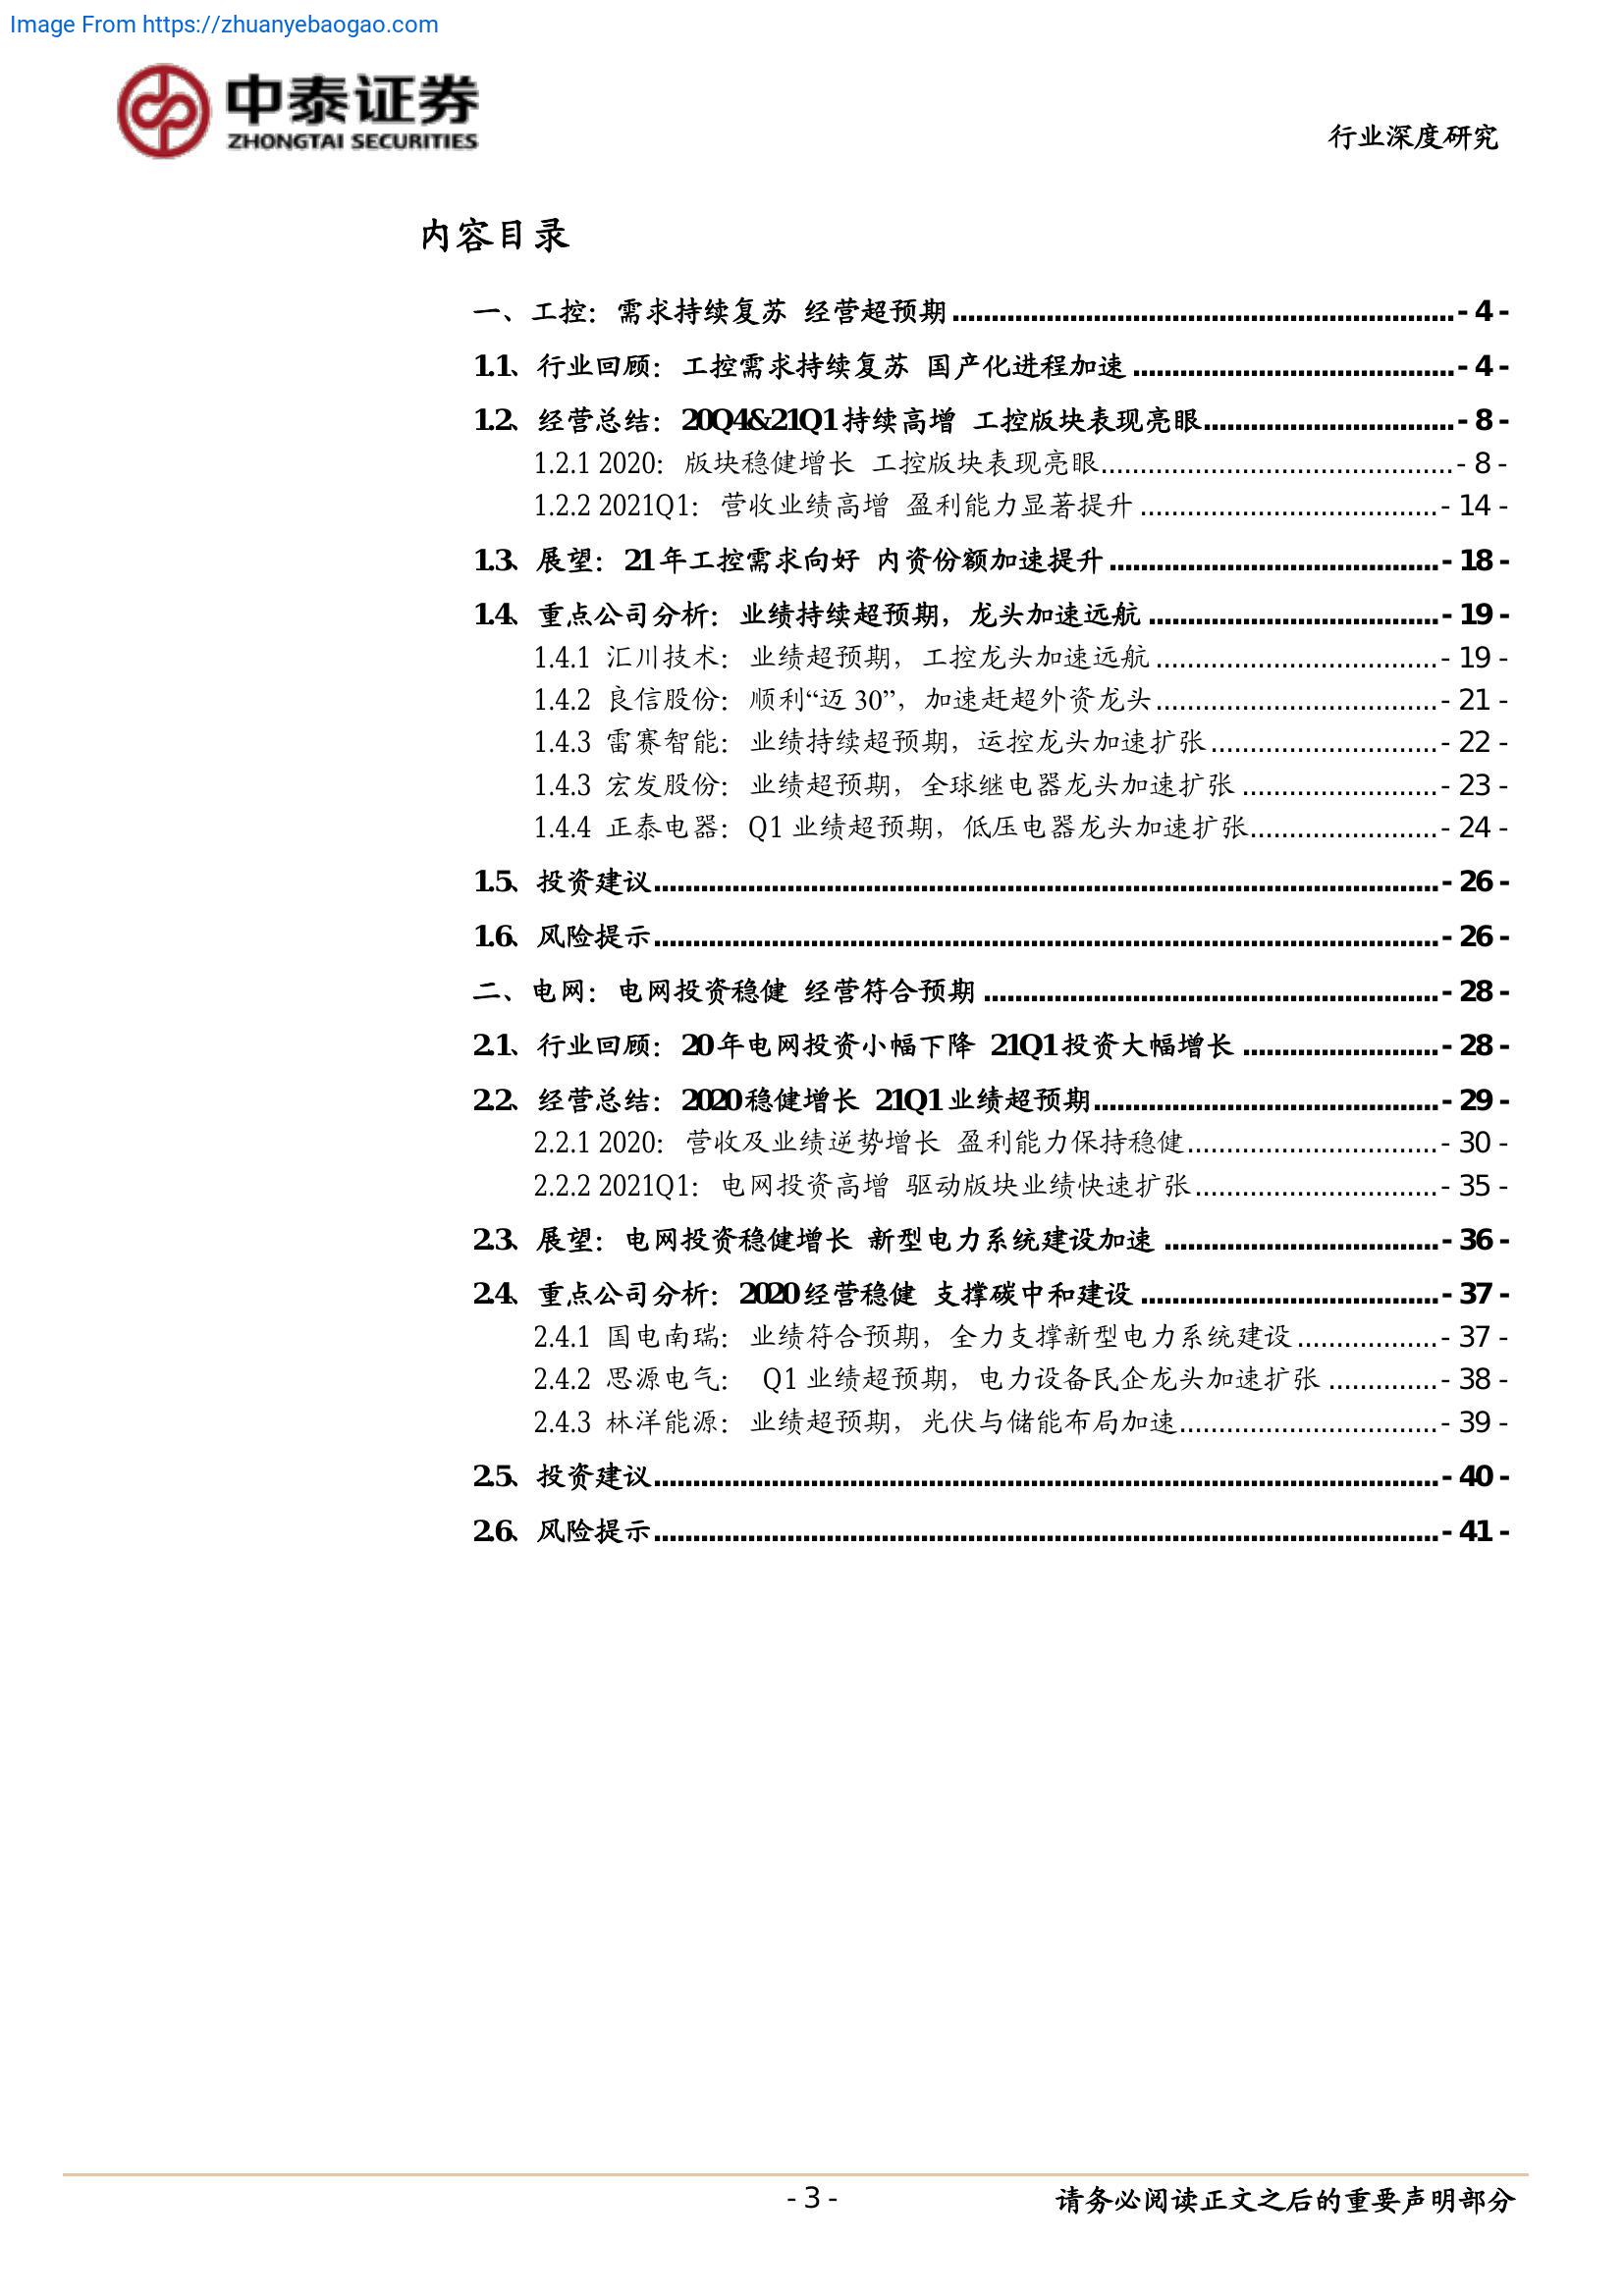 Image From https://zhuanyebaogao.com
中泰证券
ZHONGTAI SECURITIES
行业深度研究
内容目录
一、工控：需求持续复苏 经营超预期 ................................................................ - 4 -
1.1、行业回顾：工控需求持续复苏 国产化进程加速 ......................................... - 4 -
1.2、经营总结：20Q4&21Q1 持续高增 工控版块表现亮眼................................ - 8 -
1.2.1 2020：版块稳健增长 工控版块表现亮眼............................................. - 8 -
1.2.2 2021Q1：营收业绩高增 盈利能力显著提升 ...................................... - 14 -
1.3、展望：21 年工控需求向好 内资份额加速提升 .......................................... - 18 -
1.4、重点公司分析：业绩持续超预期，龙头加速远航 ..................................... - 19 -
1.4.1 汇川技术：业绩超预期，工控龙头加速远航 .................................... - 19 -
1.4.2 良信股份：顺利“迈 30”，加速赶超外资龙头 .................................... - 21 -
1.4.3 雷赛智能：业绩持续超预期，运控龙头加速扩张 ............................. - 22 -
1.4.3 宏发股份：业绩超预期，全球继电器龙头加速扩张 ......................... - 23 -
1.4.4 正泰电器：Q1 业绩超预期，低压电器龙头加速扩张........................ - 24 -
1.5、投资建议.................................................................................................... - 26 -
1.6、风险提示.................................................................................................... - 26 -
二、电网：电网投资稳健 经营符合预期 .......................................................... - 28 -
2.1、行业回顾：20 年电网投资小幅下降 21Q1 投资大幅增长 ......................... - 28 -
2.2、经营总结：2020 稳健增长 21Q1 业绩超预期............................................ - 29 -
2.2.1 2020：营收及业绩逆势增长 盈利能力保持稳健................................ - 30 -
2.2.2 2021Q1：电网投资高增 驱动版块业绩快速扩张............................... - 35 -
2.3、展望：电网投资稳健增长 新型电力系统建设加速 ................................... - 36 -
2.4、重点公司分析：2020 经营稳健 支撑碳中和建设 ...................................... - 37 -
2.4.1 国电南瑞：业绩符合预期，全力支撑新型电力系统建设 .................. - 37 -
2.4.2 思源电气： Q1 业绩超预期，电力设备民企龙头加速扩张 .............. - 38 -
2.4.3 林洋能源：业绩超预期，光伏与储能布局加速................................. - 39 -
2.5、投资建议.................................................................................................... - 40 -
2.6、风险提示.................................................................................................... - 41 -
- 3 -
请务必阅读正文之后的重要声明部分